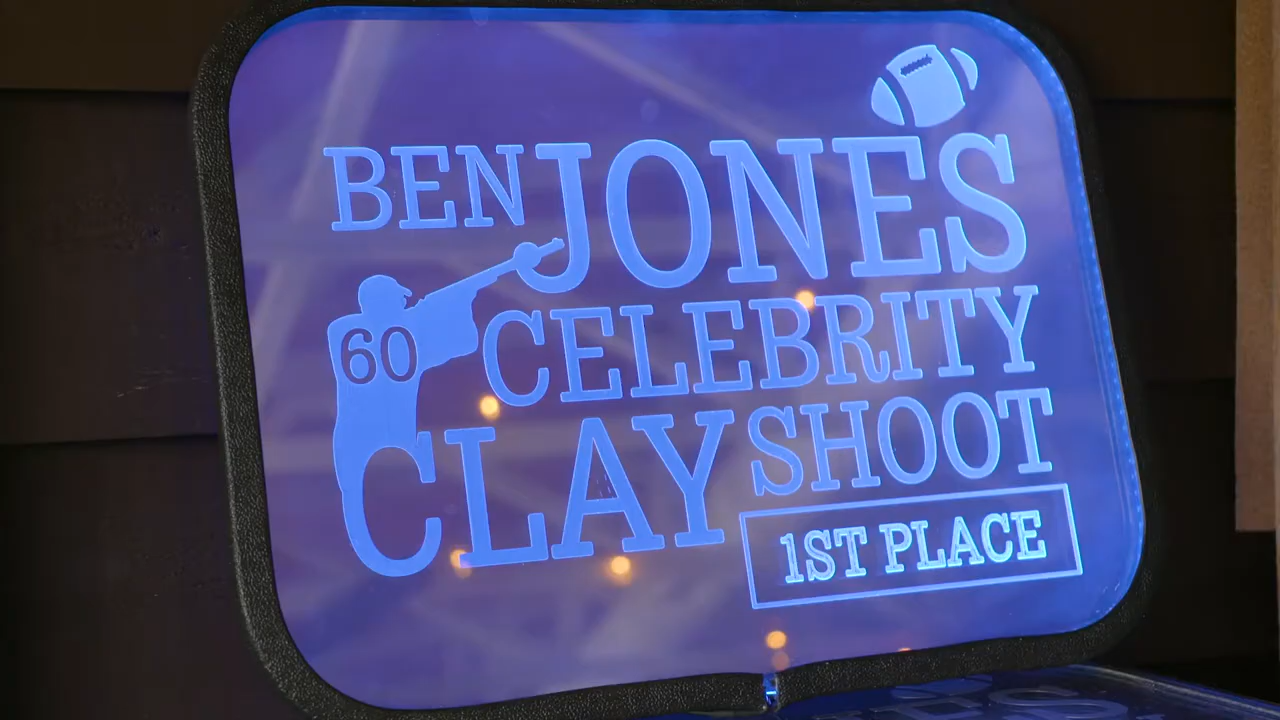 BEN JONES
60
CELEBRITY
CLAY SHOOT
1ST PLACE